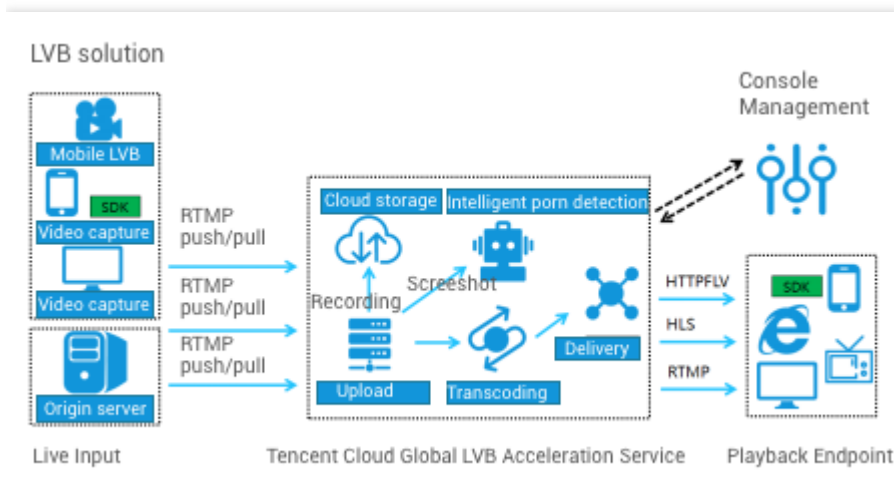 LVB solution
Console
Management
Mobile LVB
SDK
Video capture
Video capture
Origin server
RTMP
push/pull
RTMP
push/pull
RTMP
push/pull
Cloud storage
Intelligent porn detection
Recording
Screeshot
Upload
Transcoding
Delivery
HTTPFLV
HLS
RTMP
SDK
Live Input
Tencent Cloud Global LVB Acceleration Service
Playback Endpoint